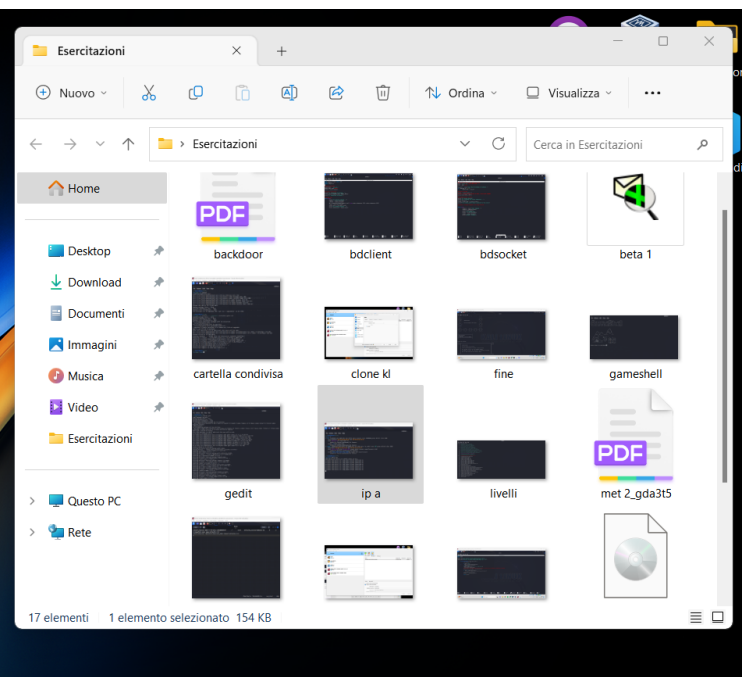 Esercitazioni
Nuovo
Ordina
Visualizza
Esercitazioni
Cerca in Esercitazioni
Home
Desktop
Download
Documenti
Immagini
Musica
Video
Esercitazioni
Questo PC
Rete
PDF
backdoor
bdclient
bdsocket
beta 1
cartella condivisa
clone kl
fine
gameshell
gedit
ip a
livelli
PDF
met 2_gda3t5
17 elementi
1 elemento selezionato 154 KB